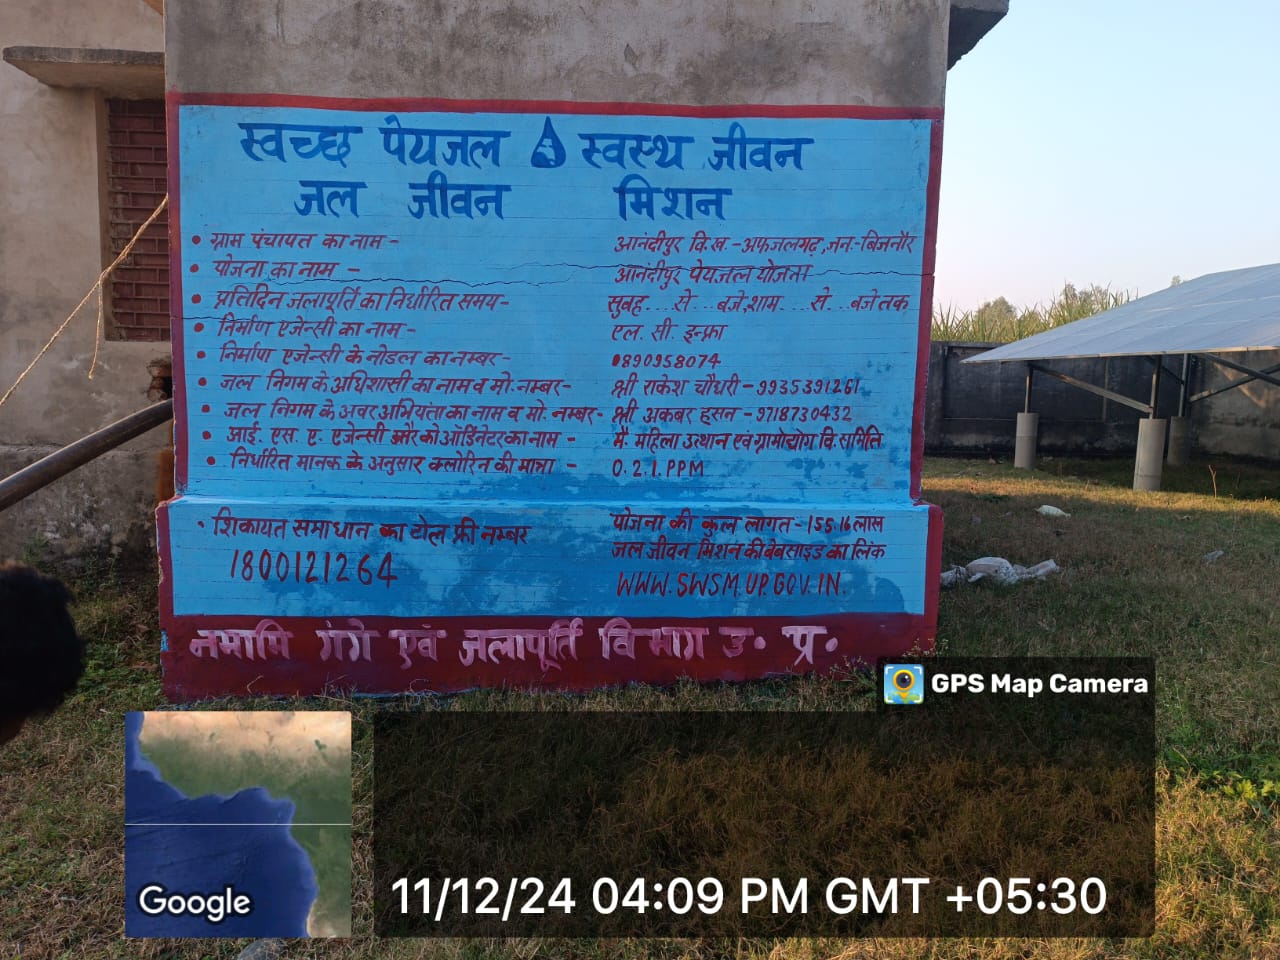 स्वच्छ पेयजल स्वस्थ जीवन
जल जीवन मिशन
• ग्राम पंचायत का नाम - आनंदीपुर वि.ख. - अफजलगढ़, जन. - बिजनौर
• योजना का नाम - आनंदीपुर पेयजल योजना
• प्रतिदिन जलापूर्ति का निर्धारित समय - सुबह ... से ... बजे, शाम .... से ... बजे तक
• निर्माण एजेन्सी का नाम - एल. सी. इन्फ्रा
• निर्माण एजेन्सी के नोडल का नम्बर - 0890958074
• जल निगम के अधिशासी का नाम व मो. नम्बर - श्री राकेश चौधरी - 9935391261
• जल निगम के अवर अभियंता का नाम व मो. नम्बर - श्री अकबर हसन - 9718730432
• आई. एस. ए. एजेन्सी और को ऑर्डिनेटर का नाम - मै. महिला उत्थान एवं ग्रामोद्योग वि. समिति
• निर्धारित मानक के अनुसार क्लोरिन की मात्रा - 0.2.1. PPM
• शिकायत समाधान का टोल फ्री नम्बर
1800121264
योजना की कुल लागत - 155.16 लास
जल जीवन मिशन की वेबसाइड का लिंक
WWW.SWSM.UP.GOV.IN.
नमामि गंगे एवं जलापूर्ति विभाग उ. प्र.
GPS Map Camera
Google
11/12/24 04:09 PM GMT +05:30